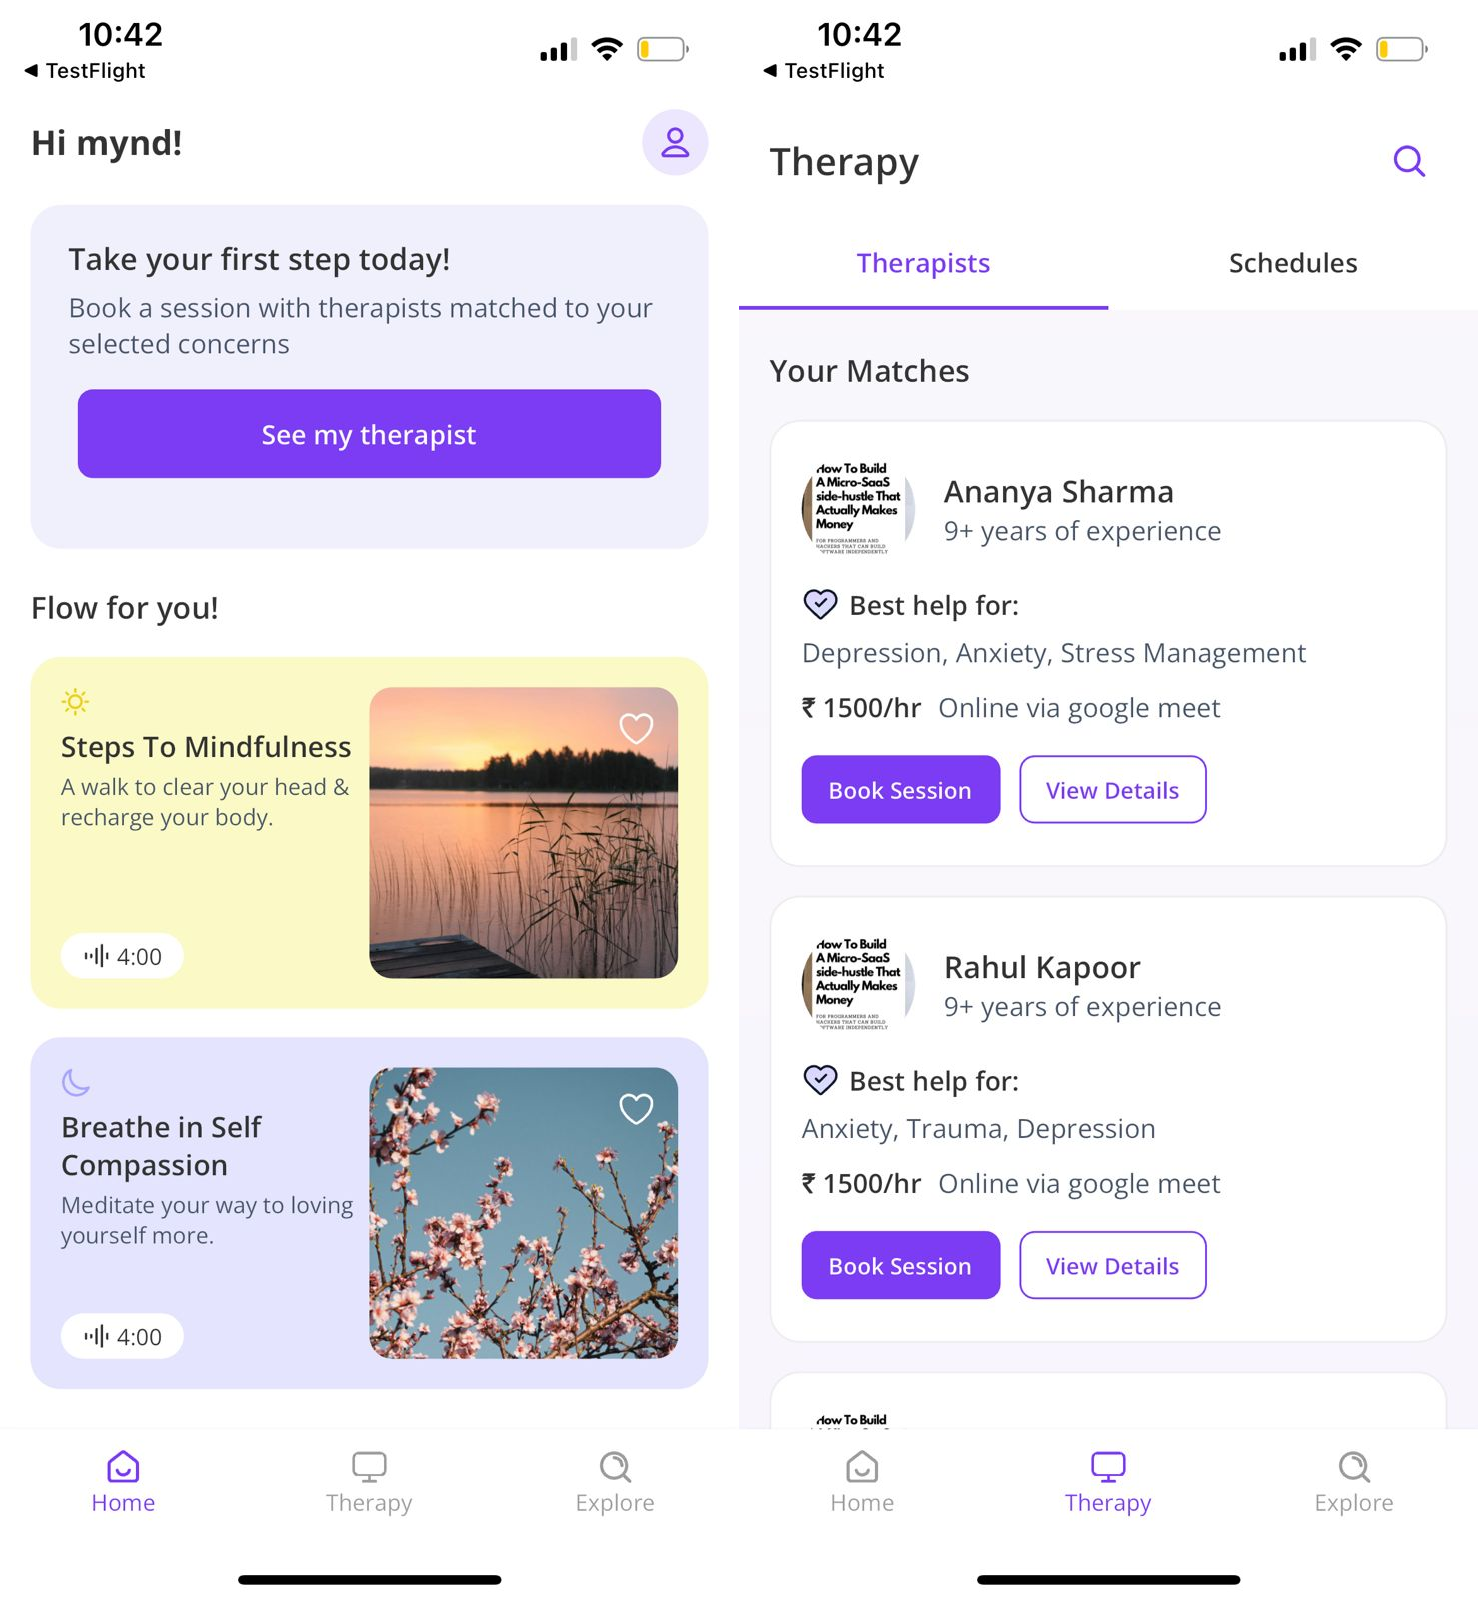 10:42
TestFlight
Hi mynd!
Take your first step today!
Book a session with therapists matched to your
selected concerns
See my therapist
Flow for you!
Steps To Mindfulness
A walk to clear your head &
recharge your body.
4:00
Breathe in Self
Compassion
Meditate your way to loving
yourself more.
4:00
Home
Therapy
Explore
10:42
TestFlight
Therapy
Therapists
Schedules
Your Matches
How To Build
A Micro-SaaS
side-hustle That
Actually Makes
Money
FOR PROGRAMMERS AND
HACKERS THAT CAN BUILD
SOFTWARE INDEPENDENTLY
Ananya Sharma
9+ years of experience
Best help for:
Depression, Anxiety, Stress Management
₹ 1500/hr Online via google meet
Book Session
View Details
How To Build
A Micro-SaaS
side-hustle That
Actually Makes
Money
FOR PROGRAMMERS AND
HACKERS THAT CAN BUILD
SOFTWARE INDEPENDENTLY
Rahul Kapoor
9+ years of experience
Best help for:
Anxiety, Trauma, Depression
₹ 1500/hr Online via google meet
Book Session
View Details
How To Build
Home
Therapy
Explore